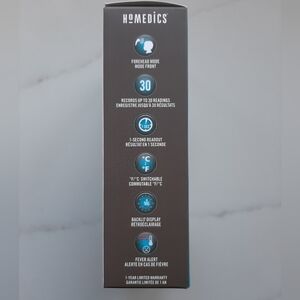 HOMEDICS
FOREHEAD MODE
MODE FRONT
30
RECORDS UP TO 30 READINGS
ENREGISTRE JUSQU'À 30 RÉSULTATS
1-SECOND READOUT
RÉSULTAT EN 1 SECONDE
°C
°F
°F/°C SWITCHABLE
COMMUTABLE °F/°C
BACKLIT DISPLAY
RÉTROÉCLAIRAGE
FEVER ALERT
ALERTE EN CAS DE FIÈVRE
1-YEAR LIMITED WARRANTY
GARANTIE LIMITÉE DE 1 AN